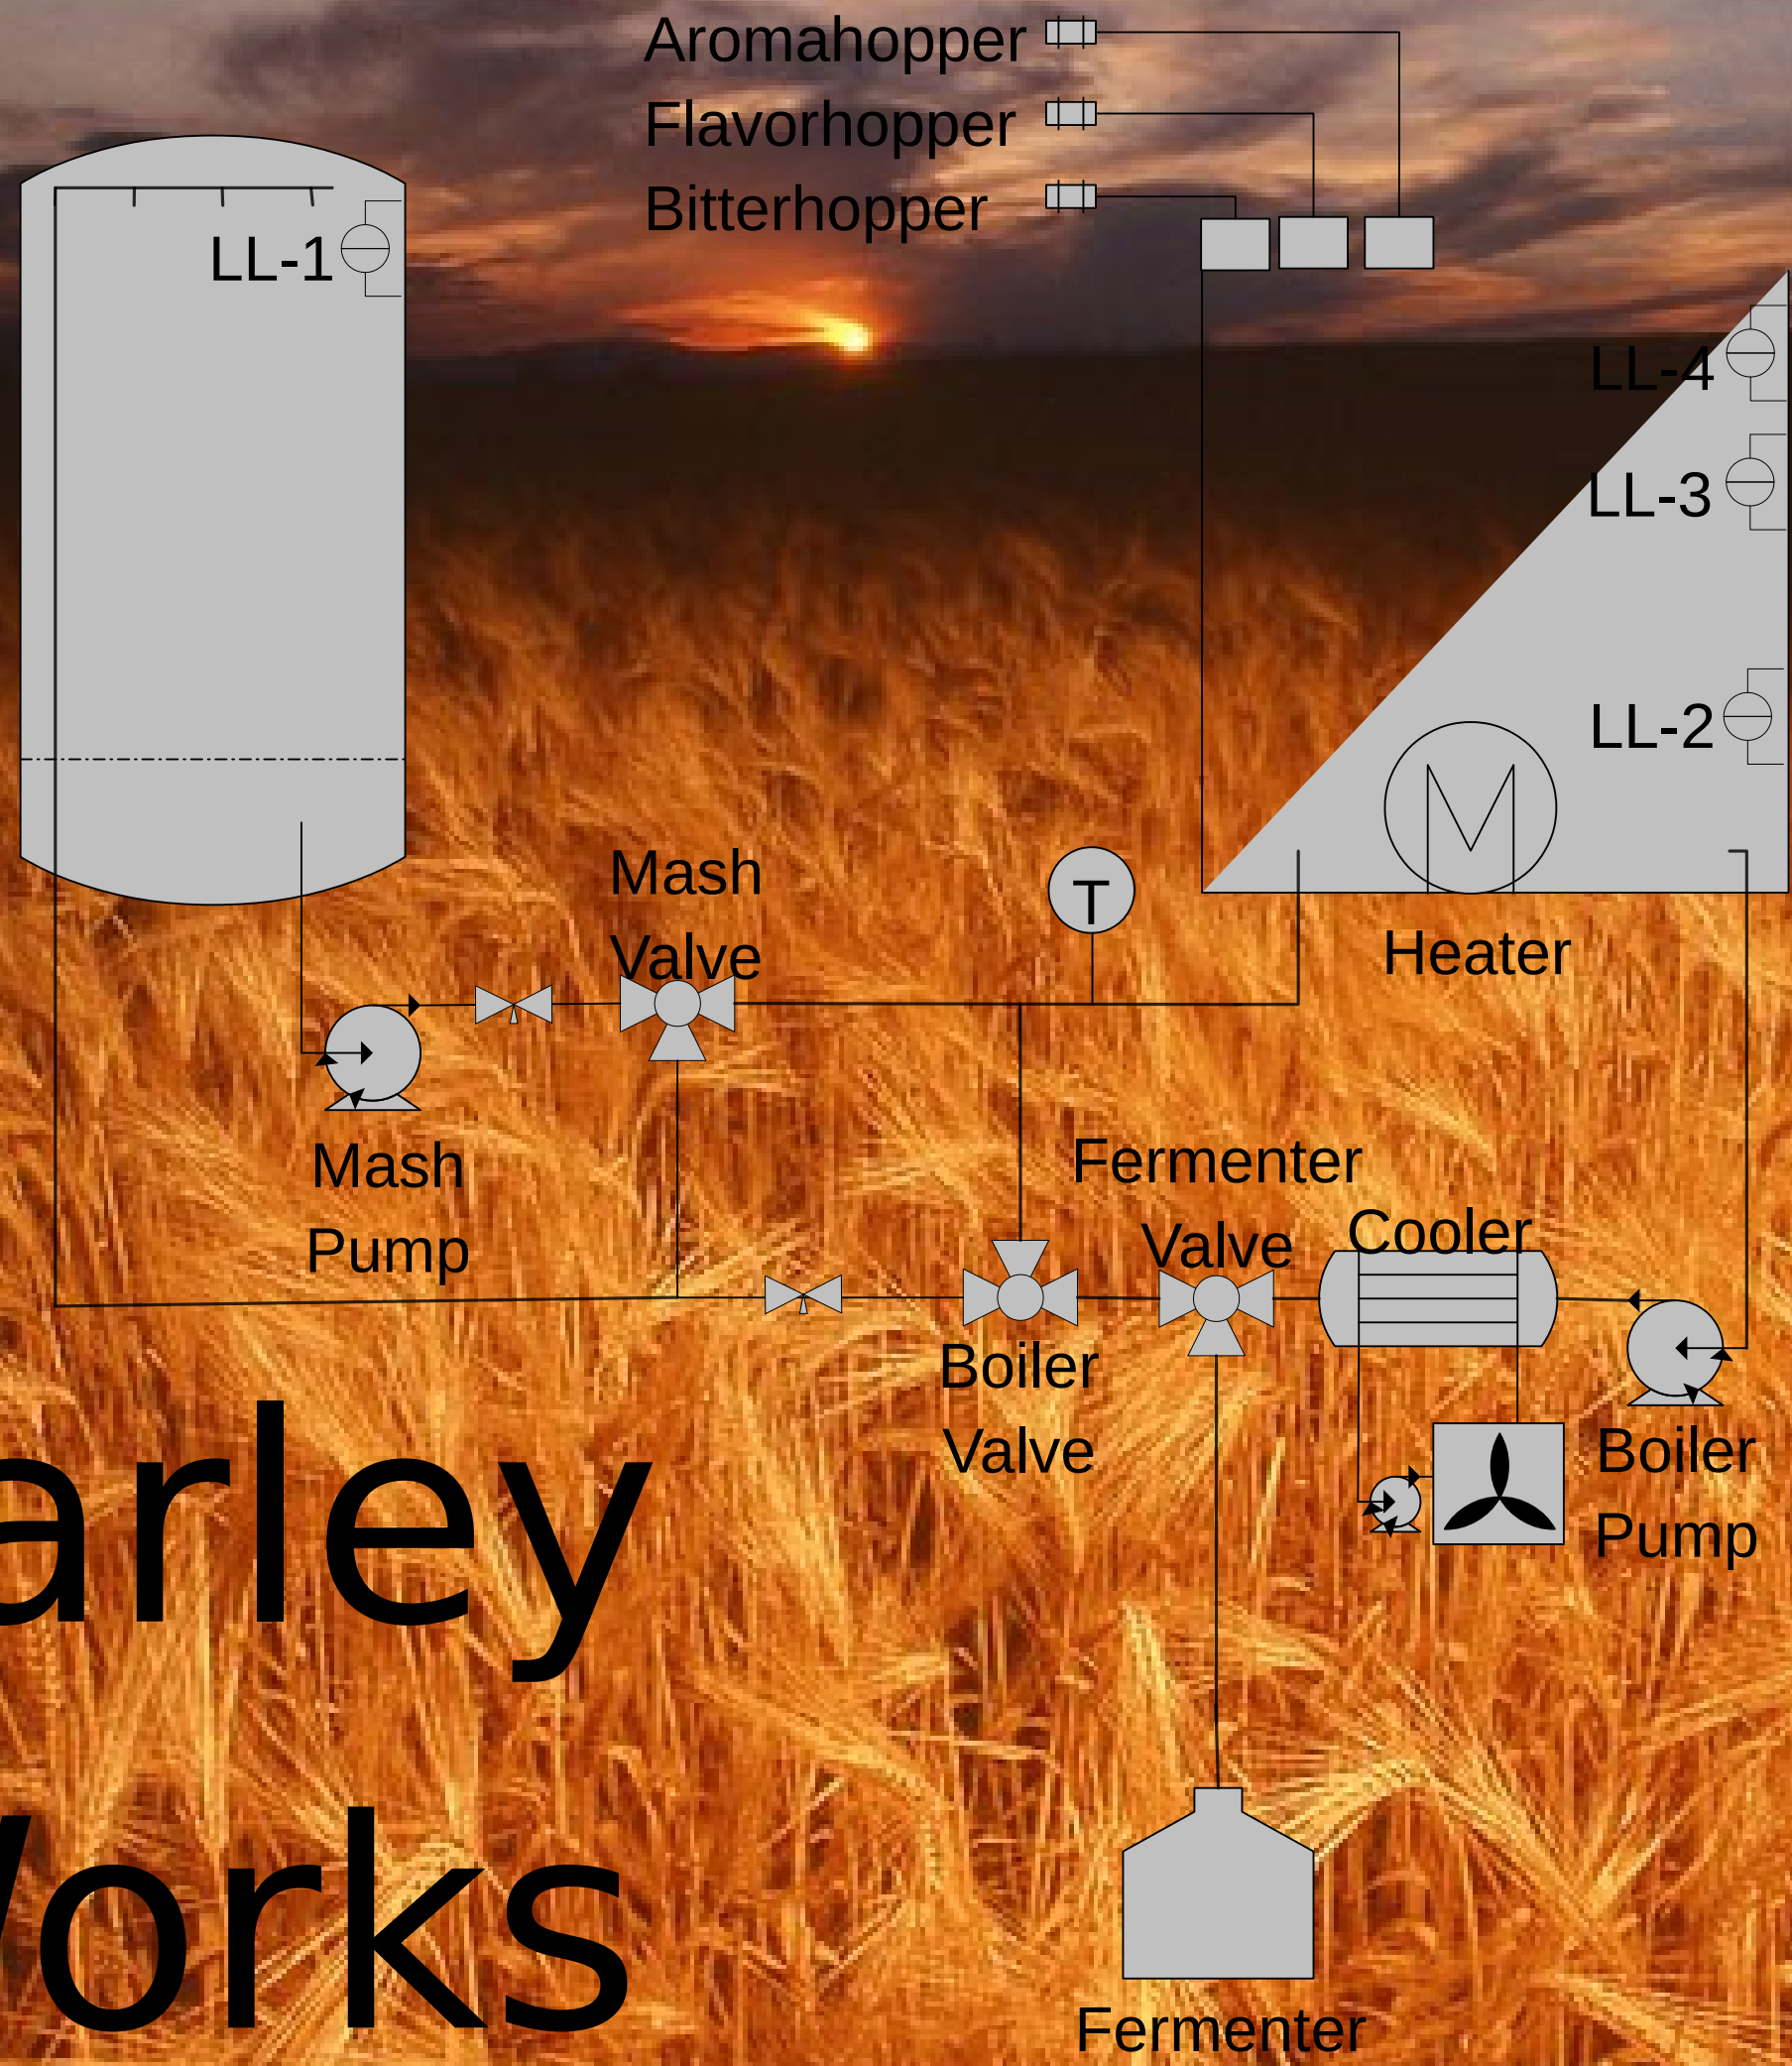 Aromahopper
Flavorhopper
Bitterhopper
LL-1
LL-4
LL-3
LL-2
Mash
Valve
T
Heater
Mash
Pump
Fermenter
Valve
Cooler
Boiler
Valve
Boiler
Pump
arley
Works
Fermenter